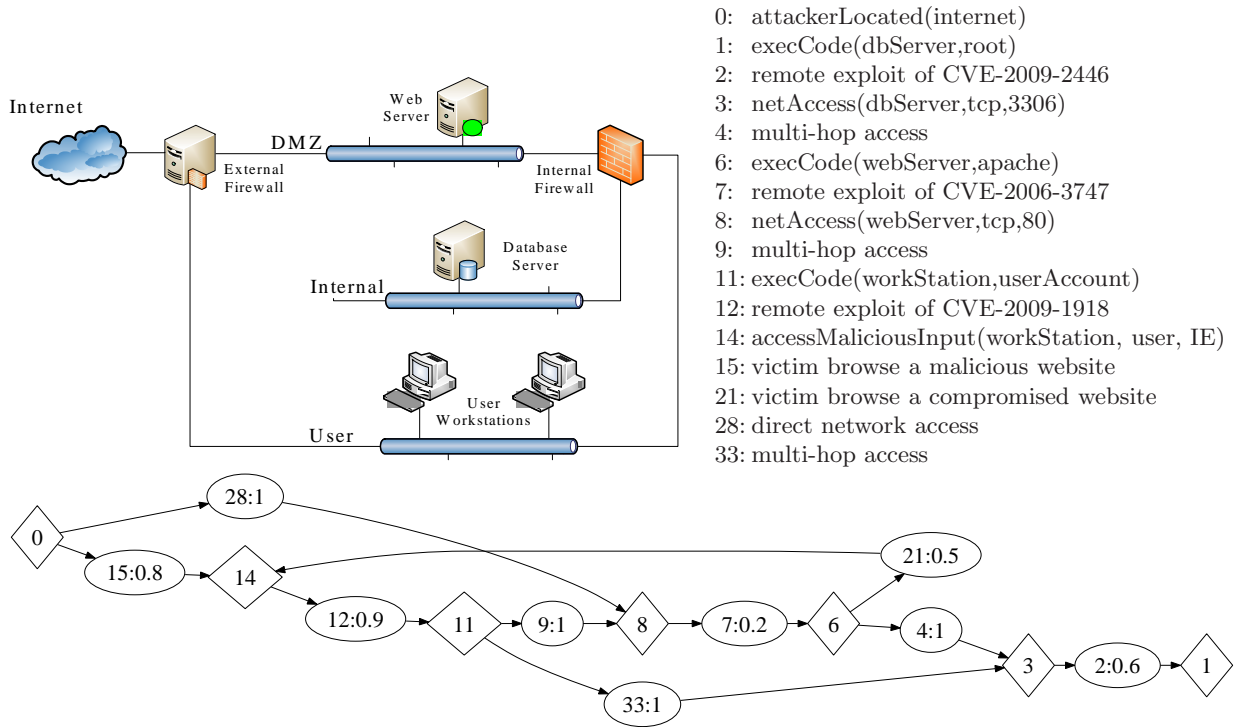 Internet
External
Firewall
DMZ
Web
Server
Internal
Firewall
Internal
Database
Server
User
User
Workstations
0: attackerLocated(internet)
1: execCode(dbServer,root)
2: remote exploit of CVE-2009-2446
3: netAccess(dbServer,tcp,3306)
4: multi-hop access
6: execCode(webServer,apache)
7: remote exploit of CVE-2006-3747
8: netAccess(webServer,tcp,80)
9: multi-hop access
11: execCode(workStation,userAccount)
12: remote exploit of CVE-2009-1918
14: accessMaliciousInput(workStation, user, IE)
15: victim browse a malicious website
21: victim browse a compromised website
28: direct network access
33: multi-hop access
0
28:1
15:0.8
14
12:0.9
11
9:1
33:1
8
7:0.2
6
21:0.5
4:1
3
2:0.6
1